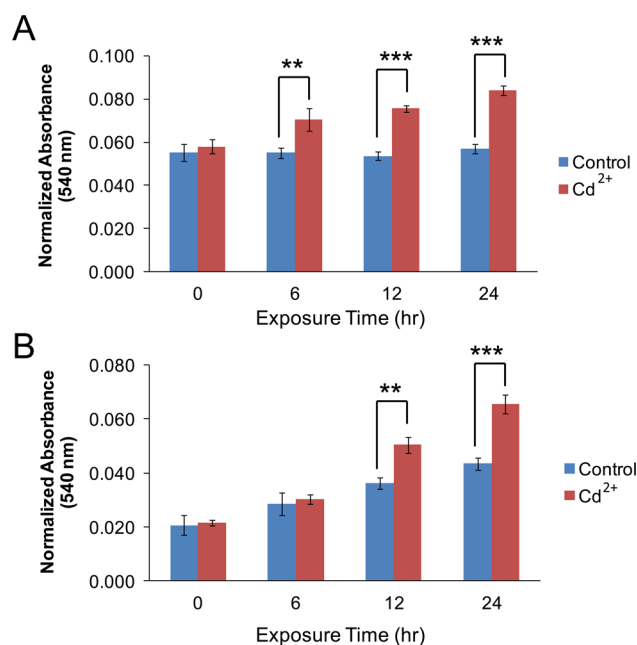 A
Normalized Absorbance
(540 nm)
0.100
0.080
0.060
0.040
0.020
0.000
**
***
***
0
6
12
24
Exposure Time (hr)
Control
Cd2+
B
Normalized Absorbance
(540 nm)
0.080
0.060
0.040
0.020
0.000
**
***
0
6
12
24
Exposure Time (hr)
Control
Cd2+